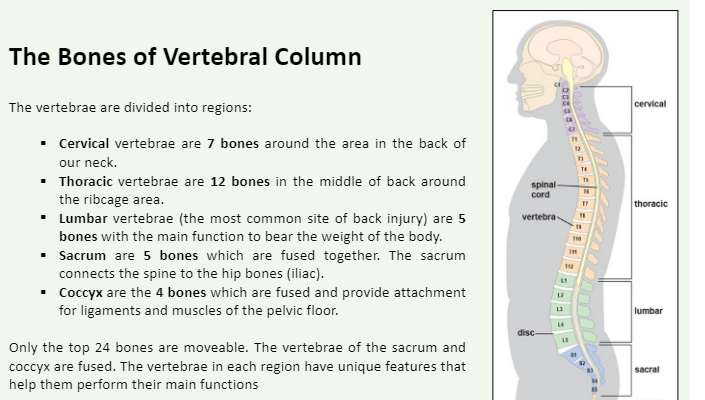 The Bones of Vertebral Column
The vertebrae are divided into regions:
▪ Cervical vertebrae are 7 bones around the area in the back of
our neck.
▪ Thoracic vertebrae are 12 bones in the middle of back around
the ribcage area.
▪ Lumbar vertebrae (the most common site of back injury) are 5
bones with the main function to bear the weight of the body.
▪ Sacrum are 5 bones which are fused together. The sacrum
connects the spine to the hip bones (iliac).
▪ Coccyx are the 4 bones which are fused and provide attachment
for ligaments and muscles of the pelvic floor.
Only the top 24 bones are moveable. The vertebrae of the sacrum and
coccyx are fused. The vertebrae in each region have unique features that
help them perform their main functions
C1
C2
C3
C4
C5
C6
C7
cervical
T1
T2
T3
T4
T5
T6
T7
T8
T9
T10
T11
T12
spinal
cord
vertebra
thoracic
L1
L2
L3
L4
L5
lumbar
disc
S1
S2
S3
S4
S5
sacral